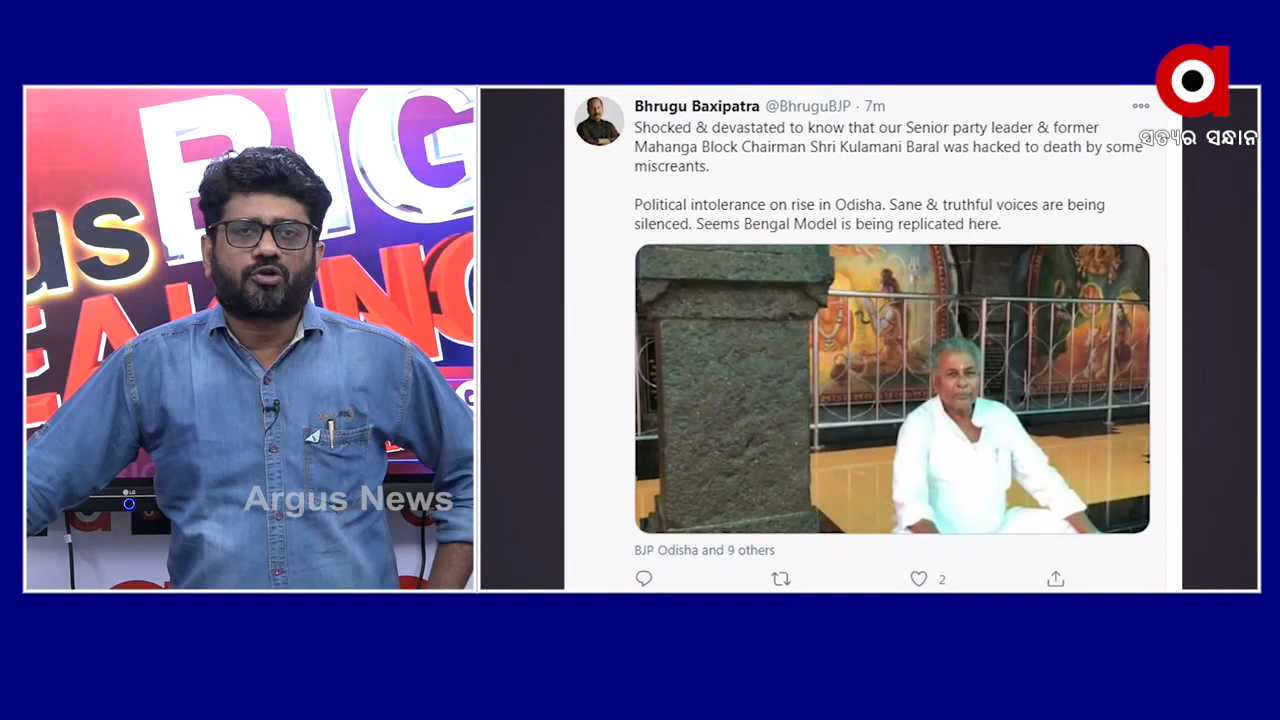 BIG
us
EAKING
LG
Argus News
Bhrugu Baxipatra @BhruguBJP · 7m
Shocked & devastated to know that our Senior party leader & former
Mahanga Block Chairman Shri Kulamani Baral was hacked to death by some
miscreants.
Political intolerance on rise in Odisha. Sane & truthful voices are being
silenced. Seems Bengal Model is being replicated here.
BJP Odisha and 9 others
2
a
ସତ୍ୟର ସନ୍ଧାନ